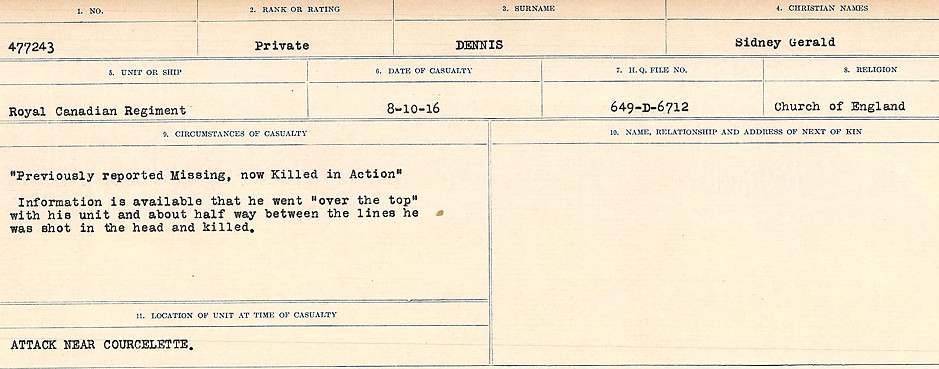 1. NO.
2. RANK OR RATING
3. SURNAME
4. CHRISTIAN NAMES
477243
Private
DENNIS
Sidney Gerald
5. UNIT OR SHIP
6. DATE OF CASUALTY
7. H. Q. FILE NO.
8. RELIGION
Royal Canadian Regiment
8-10-16
649-D-6712
Church of England
9. CIRCUMSTANCES OF CASUALTY
10. NAME, RELATIONSHIP AND ADDRESS OF NEXT OF KIN
"Previously reported Missing, now Killed in Action"
Information is available that he went "over the top"
with his unit and about half way between the lines he
was shot in the head and killed.
11. LOCATION OF UNIT AT TIME OF CASUALTY
ATTACK NEAR COURCELETTE.